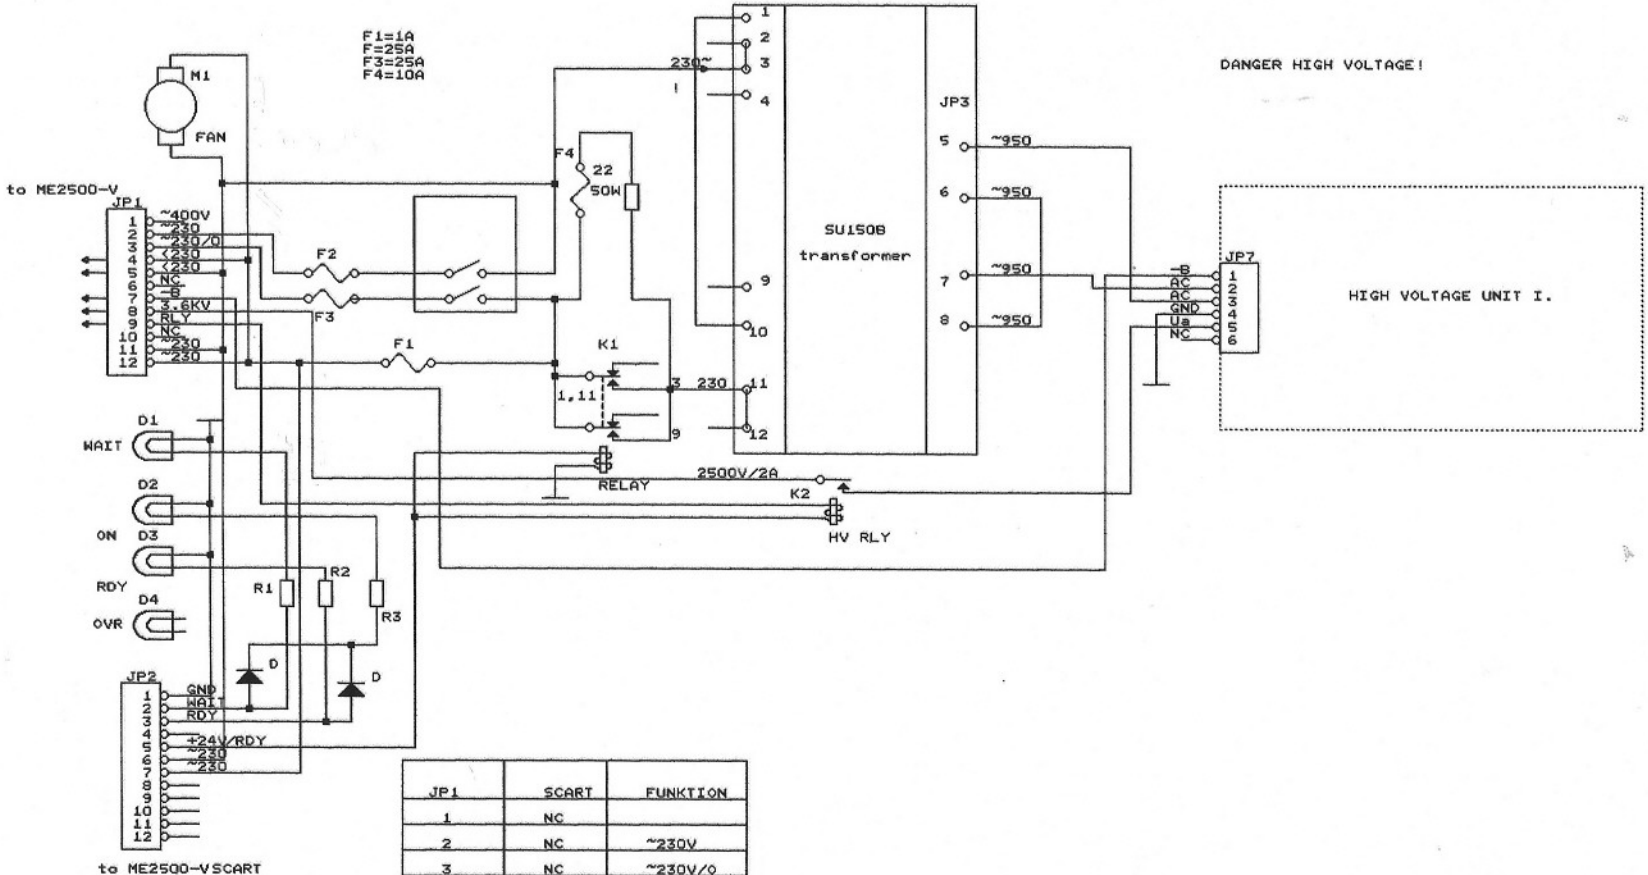 F1=1A
F=25A
F3=25A
F4=10A
M1
FAN
to ME2500-V
JP1
1 ~400V
2 ~230
3 ~230/0
4 <230
5 <230
6 NC
7 -B
8 3.6KV
9 RLY
10 NC
11 ~230
12 ~230
F2
F3
F1
F4
22
50W
230~
1
2
3
4
9
10
11
12
SU150B
transformer
JP3
5 ~950
6 ~950
7 ~950
8 ~950
DANGER HIGH VOLTAGE!
JP7
-B 1
AC 2
AC 3
GND 4
Ua 5
NC 6
HIGH VOLTAGE UNIT I.
K1
1,11
3 230
9
RELAY
2500V/2A
K2
HV RLY
D1
WAIT
D2
ON
D3
RDY
D4
OVR
R1
R2
R3
D
D
JP2
1 GND
2 WAIT
3 RDY
4
5 +24V/RDY
6 ~230
7 ~230
8
9
10
11
12
to ME2500-VSCART
JP1 SCART FUNKTION
1 NC
2 NC ~230V
3 NC ~230V/0